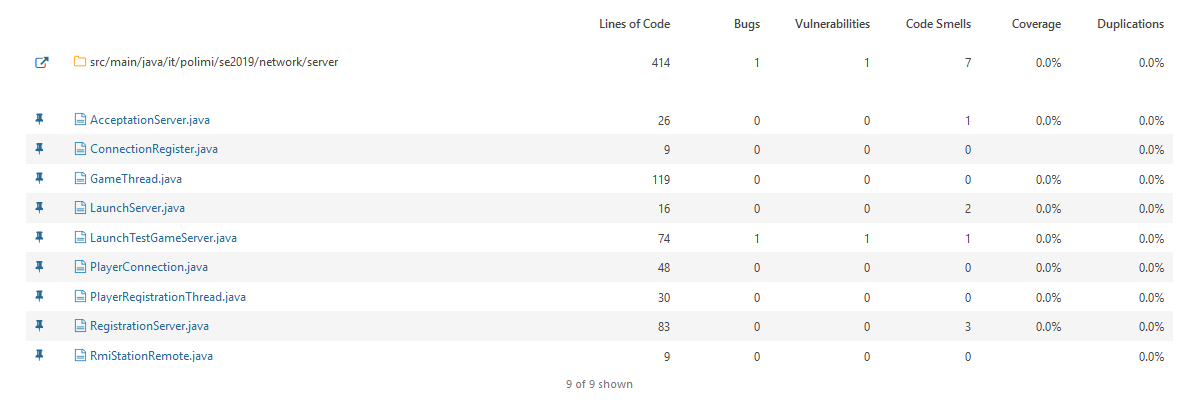 Lines of Code Bugs Vulnerabilities Code Smells Coverage Duplications
src/main/java/it/polimi/se2019/network/server 414 1 1 7 0.0% 0.0%
AcceptationServer.java 26 0 0 1 0.0% 0.0%
ConnectionRegister.java 9 0 0 0 0.0%
GameThread.java 119 0 0 0 0.0% 0.0%
LaunchServer.java 16 0 0 2 0.0% 0.0%
LaunchTestGameServer.java 74 1 1 1 0.0% 0.0%
PlayerConnection.java 48 0 0 0 0.0% 0.0%
PlayerRegistrationThread.java 30 0 0 0 0.0% 0.0%
RegistrationServer.java 83 0 0 3 0.0% 0.0%
RmiStationRemote.java 9 0 0 0 0.0%
9 of 9 shown